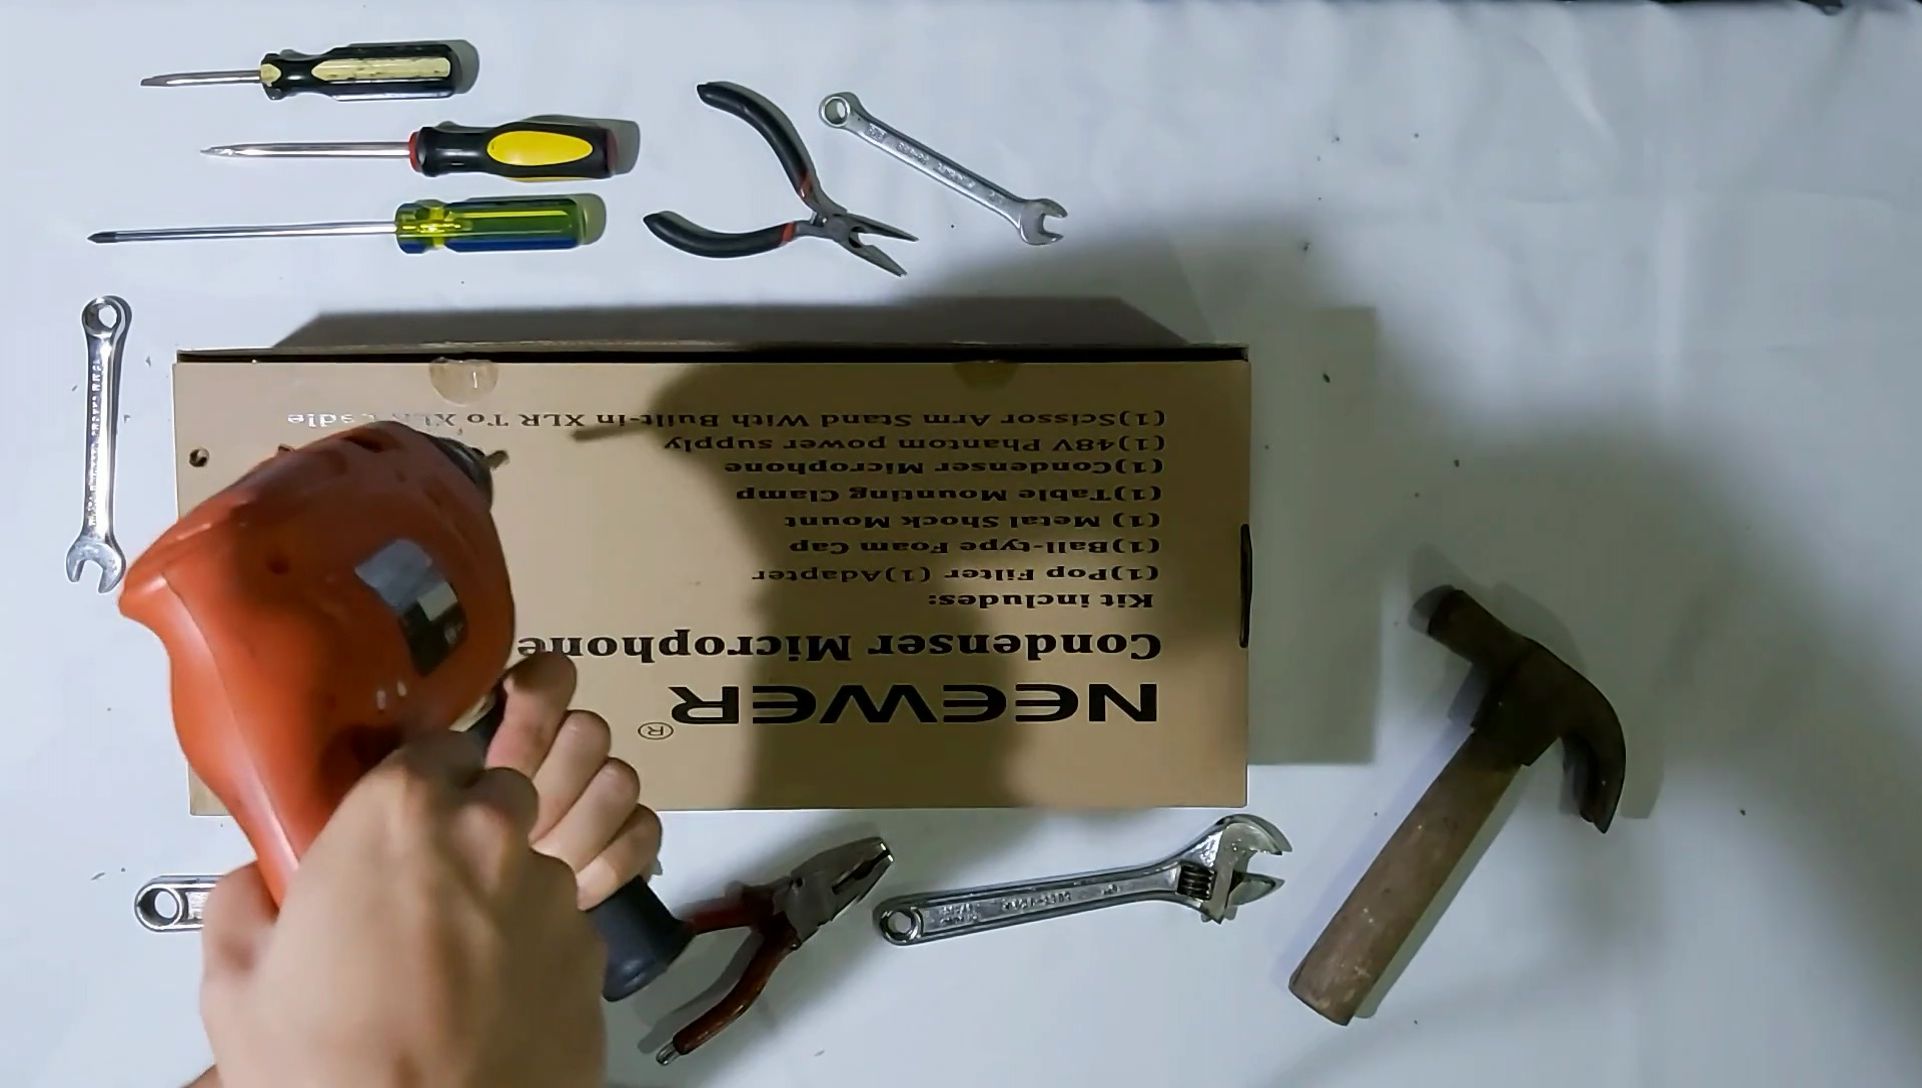 NEEWER®
Condenser Microphone
Kit includes:
(1)Pop Filter (1)Adapter
(1)Ball-type Foam Cap
(1) Metal Shock Mount
(1)Table Mounting Clamp
(1)Condenser Microphone
(1)48V Phantom power supply
(1)Scissor Arm Stand With Built-in XLR To XLR Cable